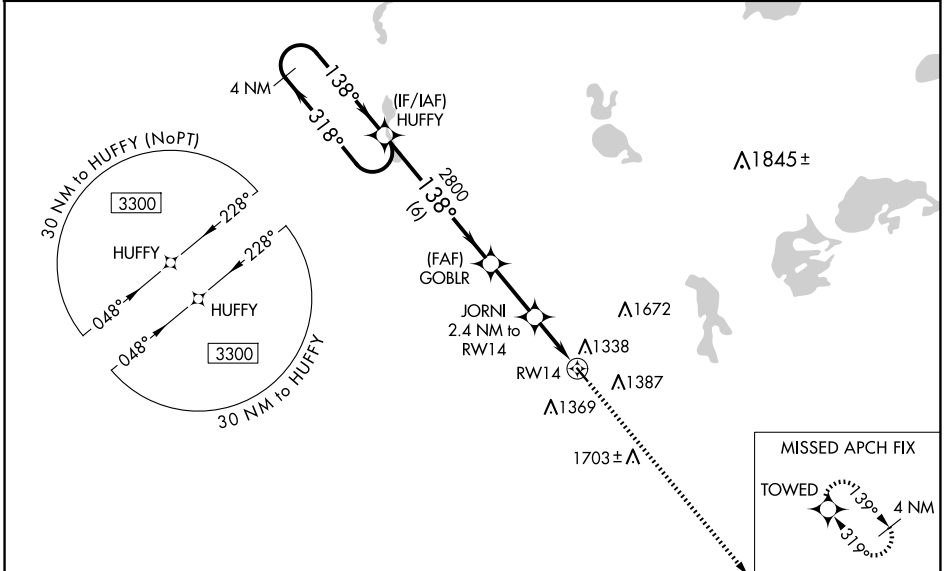 4 NM
138°
318°
(IF/IAF)
HUFFY
2800
138°
(6)
(FAF)
GOBLR
JORNI
2.4 NM to
RW14
RW14
1845 ±
1672
1338
1387
1369
1703 ±
30 NM to HUFFY (NoPT)
3300
228°
HUFFY
048°
228°
HUFFY
048°
3300
30 NM to HUFFY
MISSED APCH FIX
TOWED
139°
4 NM
319°